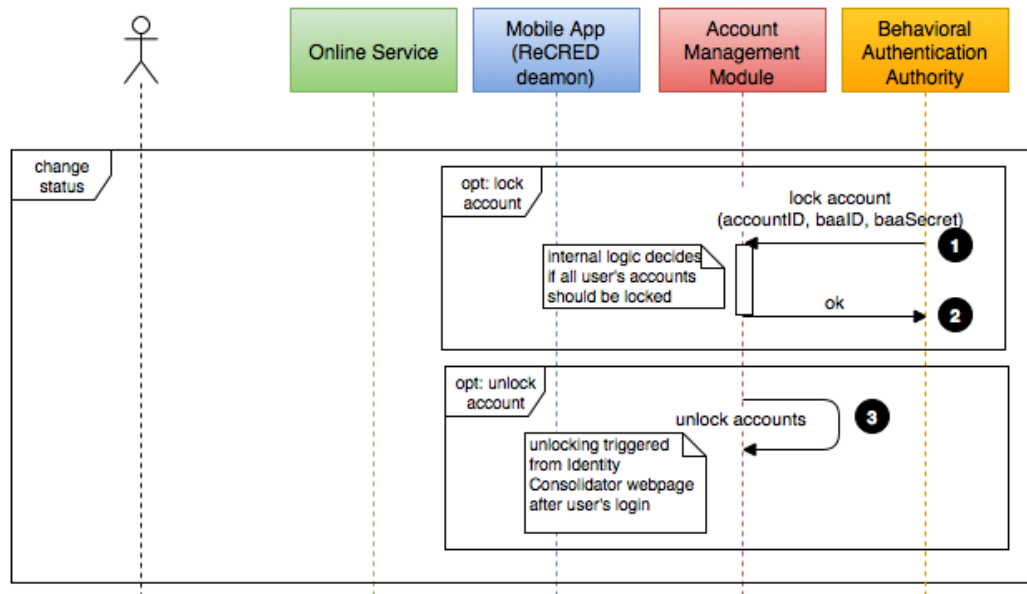 Online Service
Mobile App
(ReCRED
deamon)
Account
Management
Module
Behavioral
Authentication
Authority
change
status
opt: lock
account
lock account
(accountID, baaID, baaSecret)
1
internal logic decides
if all user's accounts
should be locked
ok
2
opt: unlock
account
unlock accounts
3
unlocking triggered
from Identity
Consolidator webpage
after user's login